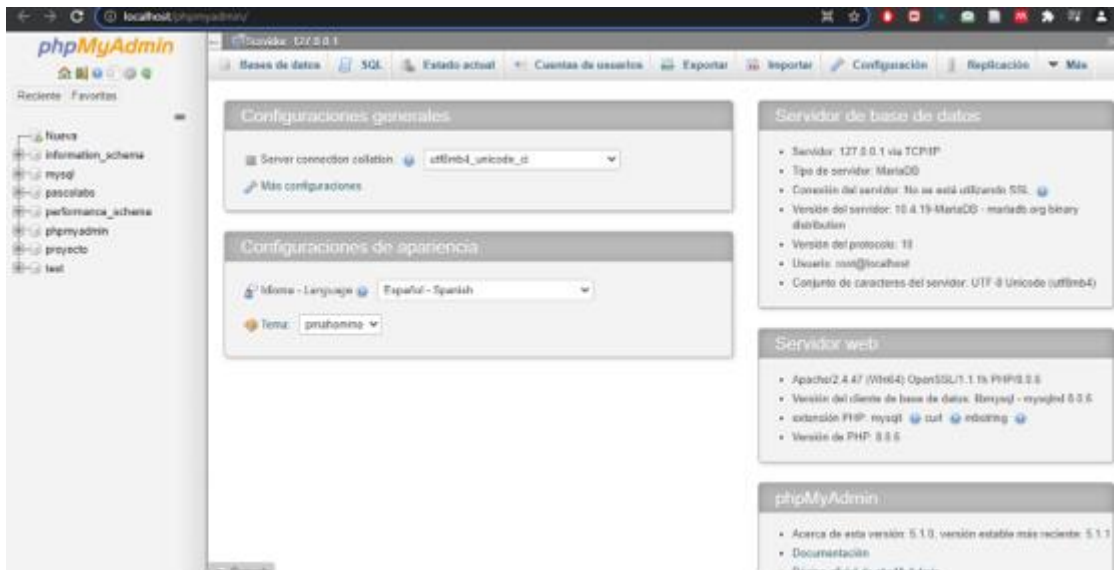 localhost/phpmyadmin/
phpMyAdmin
Reciente Favoritas
Nueva
information_schema
mysql
pascolabs
performance_schema
phpmyadmin
proyecto
test
Servidor: 127.0.0.1
Bases de datos SQL Estado actual Cuentas de usuarios Exportar Importar Configuración Replicación Más
Configuraciones generales
Server connection collation: utf8mb4_unicode_ci
Más configuraciones
Configuraciones de apariencia
Idioma - Language Español - Spanish
Tema: pmahomme
Servidor de base de datos
Servidor: 127.0.0.1 via TCP/IP
Tipo de servidor: MariaDB
Conexión del servidor: No se está utilizando SSL
Versión del servidor: 10.4.19-MariaDB - mariadb.org binary
distribution
Versión del protocolo: 10
Usuario: root@localhost
Conjunto de caracteres del servidor: UTF-8 Unicode (utf8mb4)
Servidor web
Apache/2.4.47 (Win64) OpenSSL/1.1.1k PHP/8.0.6
Versión del cliente de base de datos: libmysql - mysqlnd 8.0.6
extensión PHP: mysqli curl mbstring
Versión de PHP: 8.0.6
phpMyAdmin
Acerca de esta versión: 5.1.0, versión estable más reciente: 5.1.1
Documentación